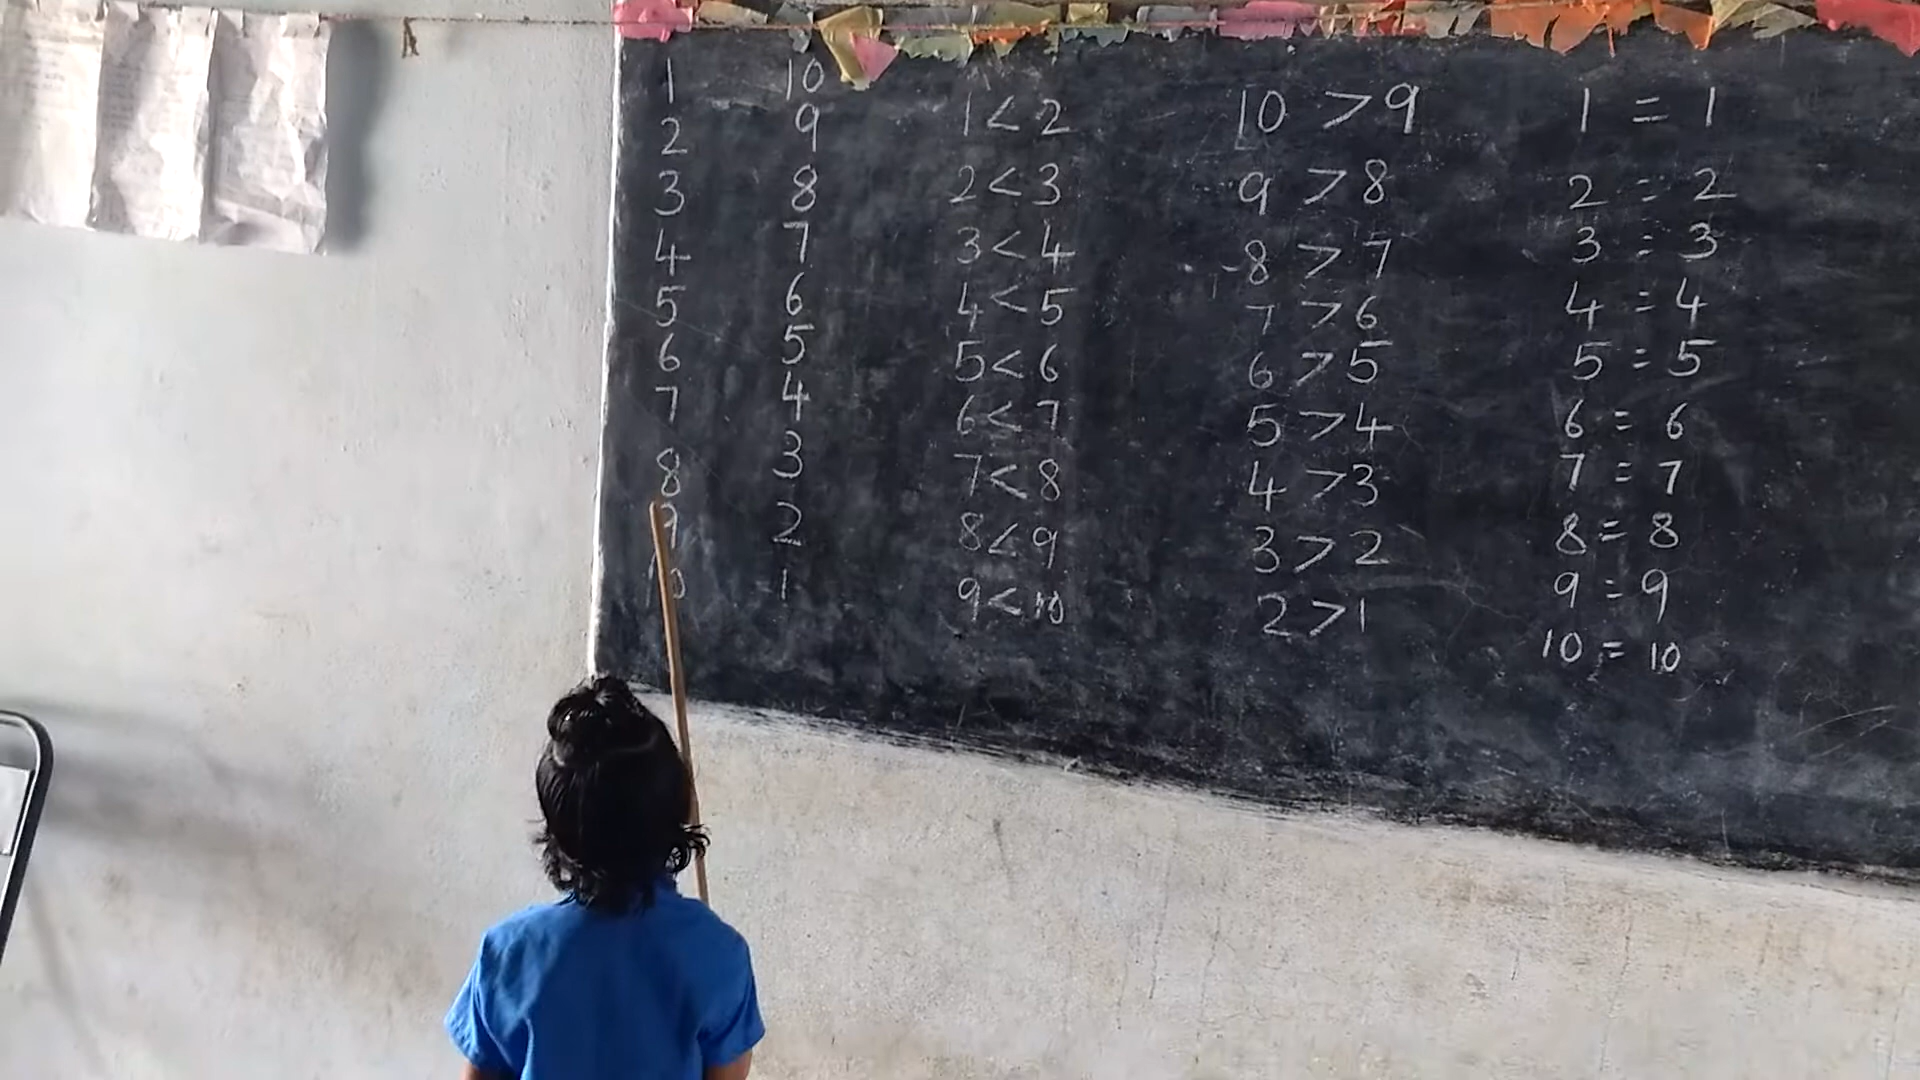 1 10 1 < 2 10 > 9 1 = 1
2 9 2 < 3 9 > 8 2 = 2
3 8 3 < 4 8 > 7 3 = 3
4 7 4 < 5 7 > 6 4 = 4
5 6 5 < 6 6 > 5 5 = 5
6 5 6 < 7 5 > 4 6 = 6
7 4 7 < 8 4 > 3 7 = 7
8 3 8 < 9 3 > 2 8 = 8
9 2 9 < 10 2 > 1 9 = 9
10 1 10 = 10